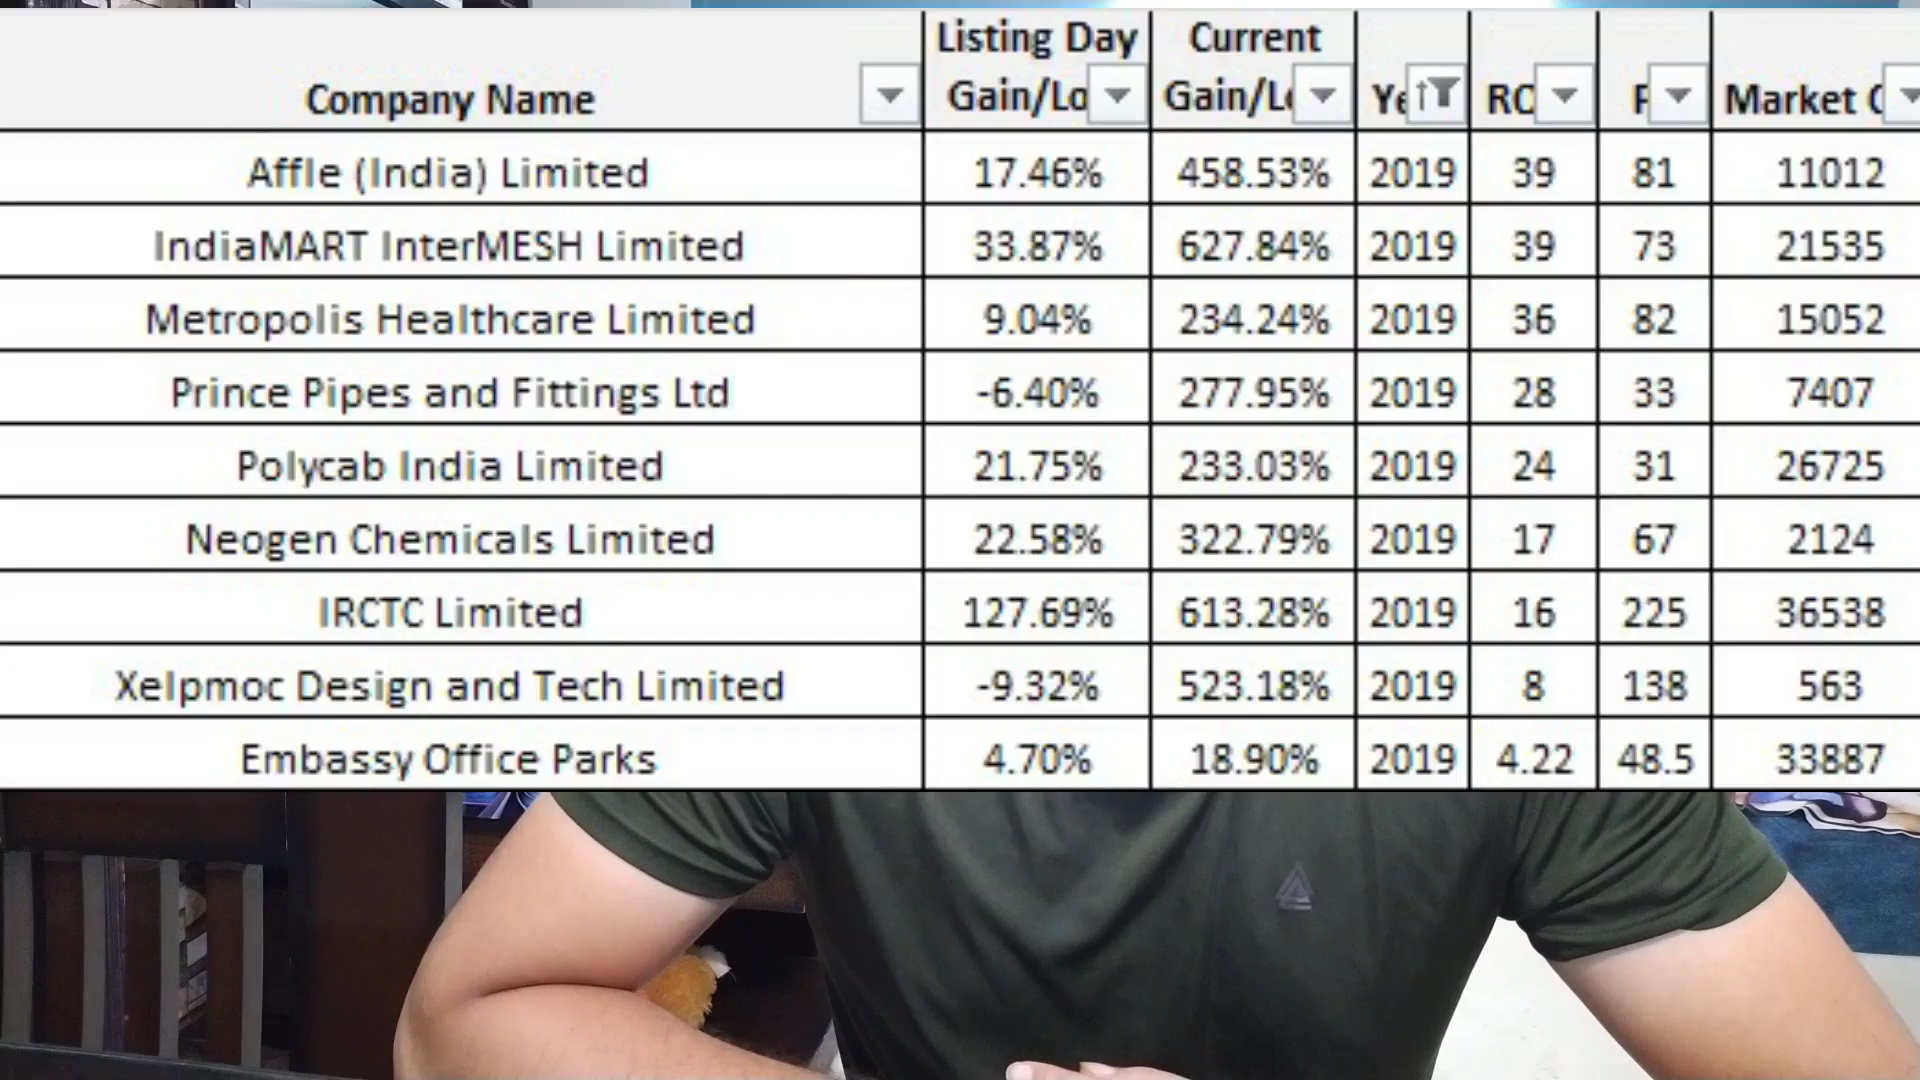 Company Name Listing Day Gain/Lo Current Gain/L Ye RC P Market C
Affle (India) Limited 17.46% 458.53% 2019 39 81 11012
IndiaMART InterMESH Limited 33.87% 627.84% 2019 39 73 21535
Metropolis Healthcare Limited 9.04% 234.24% 2019 36 82 15052
Prince Pipes and Fittings Ltd -6.40% 277.95% 2019 28 33 7407
Polycab India Limited 21.75% 233.03% 2019 24 31 26725
Neogen Chemicals Limited 22.58% 322.79% 2019 17 67 2124
IRCTC Limited 127.69% 613.28% 2019 16 225 36538
Xelpmoc Design and Tech Limited -9.32% 523.18% 2019 8 138 563
Embassy Office Parks 4.70% 18.90% 2019 4.22 48.5 33887